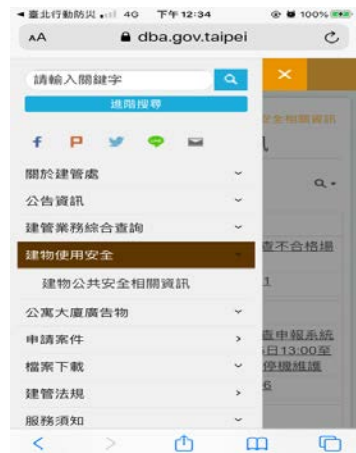 臺北行動防災 4G 下午12:34 100%
AA dba.gov.taipei
請輸入關鍵字
進階搜尋
關於建管處
公告資訊
建管業務綜合查詢
建物使用安全
建物公共安全相關資訊
公寓大廈廣告物
申請案件
檔案下載
建管法規
服務須知
安全相關資訊
查不合格場
1
查申報系統
日13:00至
停機維護
6